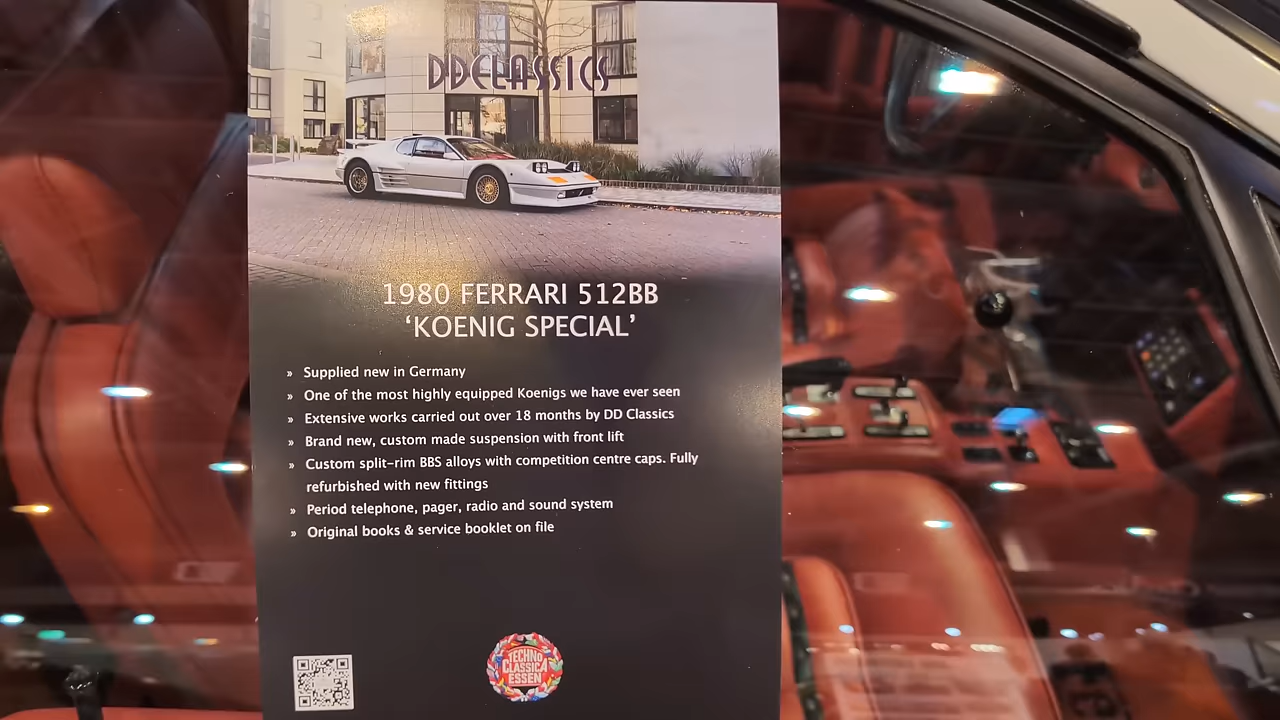 DD CLASSICS
1980 FERRARI 512BB
‘KOENIG SPECIAL’
» Supplied new in Germany
» One of the most highly equipped Koenigs we have ever seen
» Extensive works carried out over 18 months by DD Classics
» Brand new, custom made suspension with front lift
» Custom split-rim BBS alloys with competition centre caps. Fully
refurbished with new fittings
» Period telephone, pager, radio and sound system
» Original books & service booklet on file
TECHNO
CLASSICA
ESSEN